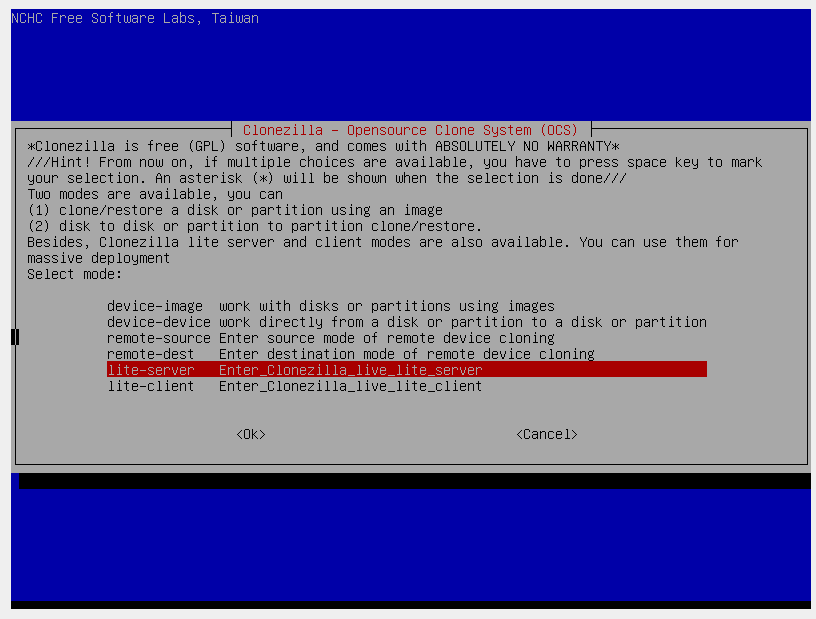 NCHC Free Software Labs, Taiwan
Clonezilla - Opensource Clone System (OCS)
*Clonezilla is free (GPL) software, and comes with ABSOLUTELY NO WARRANTY*
///Hint! From now on, if multiple choices are available, you have to press space key to mark
your selection. An asterisk (*) will be shown when the selection is done///
Two modes are available, you can
(1) clone/restore a disk or partition using an image
(2) disk to disk or partition to partition clone/restore.
Besides, Clonezilla lite server and client modes are also available. You can use them for
massive deployment
Select mode:
device-image work with disks or partitions using images
device-device work directly from a disk or partition to a disk or partition
remote-source Enter source mode of remote device cloning
remote-dest Enter destination mode of remote device cloning
lite-server Enter_Clonezilla_live_lite_server
lite-client Enter_Clonezilla_live_lite_client
<Ok> <Cancel>